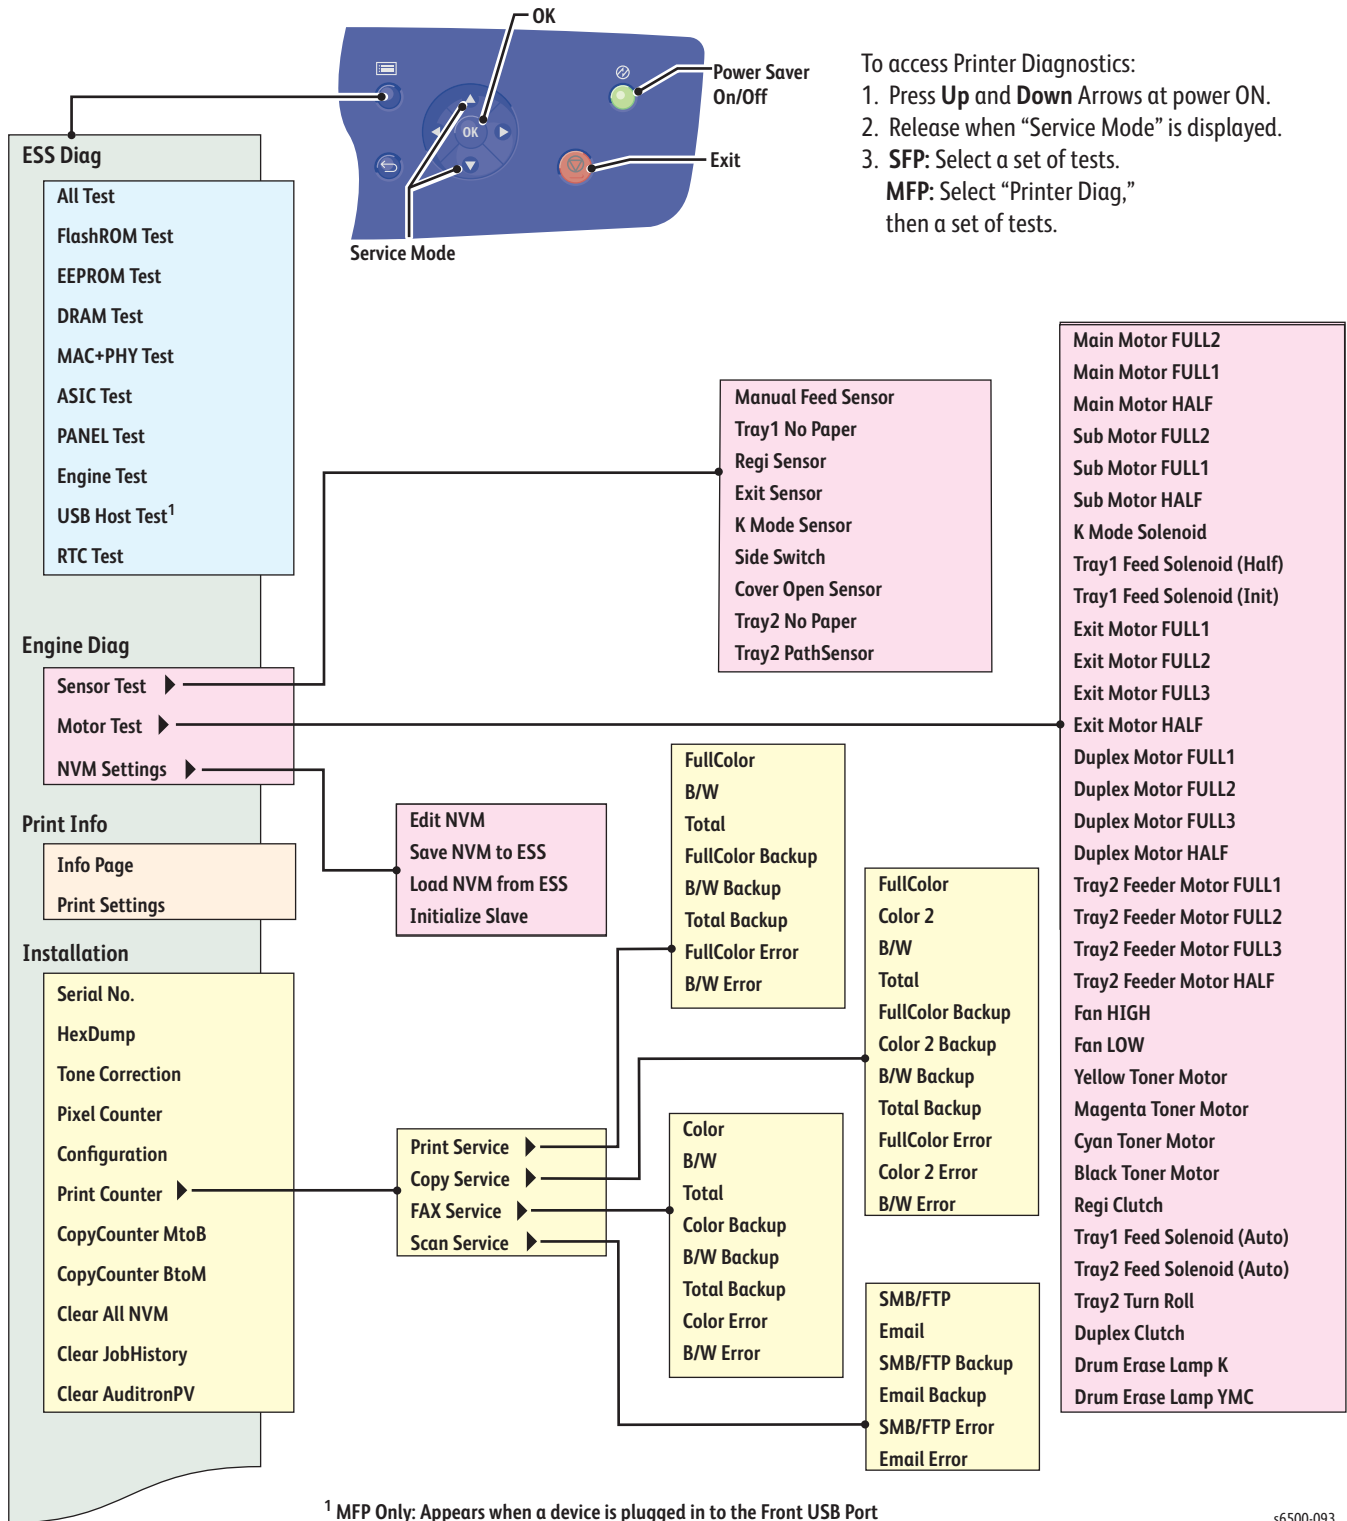 OK
Power Saver
On/Off
Exit
OK
Service Mode
To access Printer Diagnostics:
1. Press Up and Down Arrows at power ON.
2. Release when “Service Mode” is displayed.
3. SFP: Select a set of tests.
MFP: Select “Printer Diag,”
then a set of tests.
ESS Diag
All Test
FlashROM Test
EEPROM Test
DRAM Test
MAC+PHY Test
ASIC Test
PANEL Test
Engine Test
USB Host Test1
RTC Test
Engine Diag
Sensor Test
Motor Test
NVM Settings
Print Info
Info Page
Print Settings
Installation
Serial No.
HexDump
Tone Correction
Pixel Counter
Configuration
Print Counter
CopyCounter MtoB
CopyCounter BtoM
Clear All NVM
Clear JobHistory
Clear AuditronPV
Manual Feed Sensor
Tray1 No Paper
Regi Sensor
Exit Sensor
K Mode Sensor
Side Switch
Cover Open Sensor
Tray2 No Paper
Tray2 PathSensor
Main Motor FULL2
Main Motor FULL1
Main Motor HALF
Sub Motor FULL2
Sub Motor FULL1
Sub Motor HALF
K Mode Solenoid
Tray1 Feed Solenoid (Half)
Tray1 Feed Solenoid (Init)
Exit Motor FULL1
Exit Motor FULL2
Exit Motor FULL3
Exit Motor HALF
Duplex Motor FULL1
Duplex Motor FULL2
Duplex Motor FULL3
Duplex Motor HALF
Tray2 Feeder Motor FULL1
Tray2 Feeder Motor FULL2
Tray2 Feeder Motor FULL3
Tray2 Feeder Motor HALF
Fan HIGH
Fan LOW
Yellow Toner Motor
Magenta Toner Motor
Cyan Toner Motor
Black Toner Motor
Regi Clutch
Tray1 Feed Solenoid (Auto)
Tray2 Feed Solenoid (Auto)
Tray2 Turn Roll
Duplex Clutch
Drum Erase Lamp K
Drum Erase Lamp YMC
Edit NVM
Save NVM to ESS
Load NVM from ESS
Initialize Slave
Print Service
Copy Service
FAX Service
Scan Service
FullColor
B/W
Total
FullColor Backup
B/W Backup
Total Backup
FullColor Error
B/W Error
FullColor
Color 2
B/W
Total
FullColor Backup
Color 2 Backup
B/W Backup
Total Backup
FullColor Error
Color 2 Error
B/W Error
Color
B/W
Total
Color Backup
B/W Backup
Total Backup
Color Error
B/W Error
SMB/FTP
Email
SMB/FTP Backup
Email Backup
SMB/FTP Error
Email Error
1 MFP Only: Appears when a device is plugged in to the Front USB Port
s6500-093